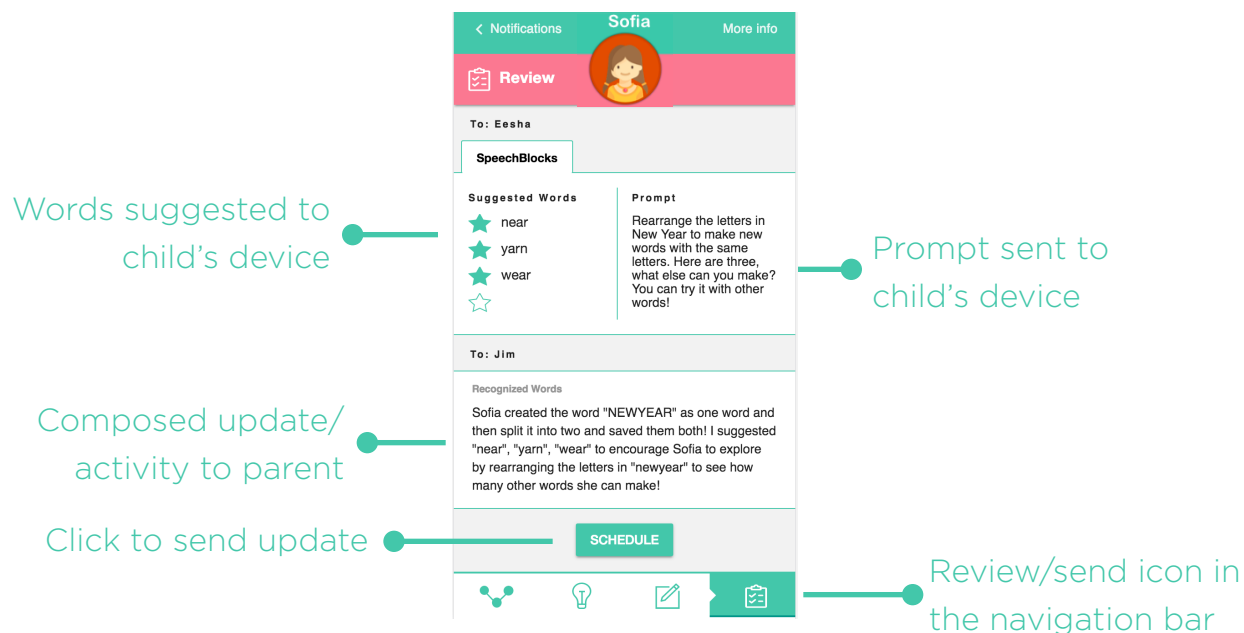 Notifications
Sofia
More info
Review
To: Eesha
SpeechBlocks
Words suggested to
child's device
Suggested Words
near
yarn
wear
Prompt
Rearrange the letters in
New Year to make new
words with the same
letters. Here are three,
what else can you make?
You can try it with other
words!
Prompt sent to
child's device
To: Jim
Composed update/
activity to parent
Recognized Words
Sofia created the word "NEWYEAR" as one word and
then split it into two and saved them both! I suggested
"near", "yarn", "wear" to encourage Sofia to explore
by rearranging the letters in "newyear" to see how
many other words she can make!
Click to send update
SCHEDULE
Review/send icon in
the navigation bar